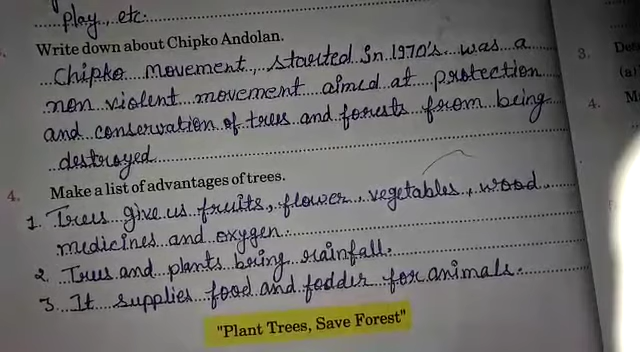 play, etc.
Write down about Chipko Andolan.
Chipko movement, started In 1970's was a
non violent movement aimed at protection
and conservation of trees and forests from being
destroyed
4. Make a list of advantages of trees.
1. Trees give us fruits, flower, vegetables, wood
medicines and oxygen.
2. Trees and plants being rainfall.
3. It supplies food and fodder for animals.
"Plant Trees, Save Forest"
3.
(a)
4.